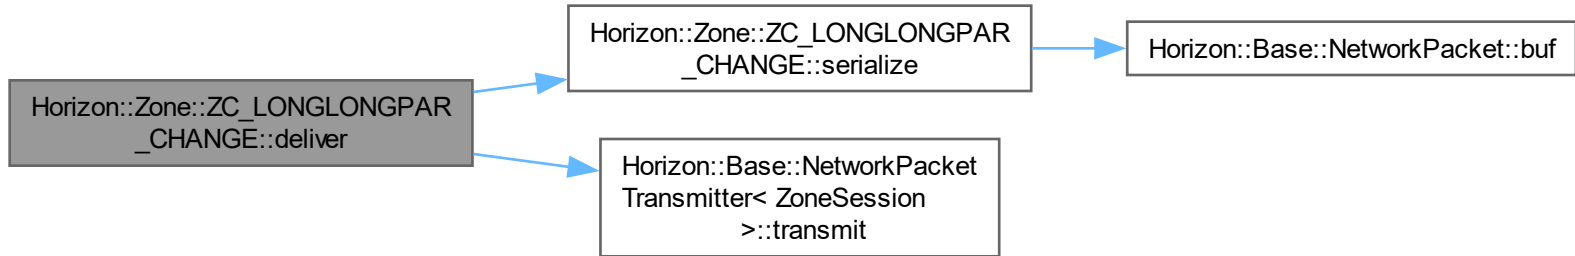 Horizon::Zone::ZC_LONGLONGPAR
_CHANGE::deliver
Horizon::Zone::ZC_LONGLONGPAR
_CHANGE::serialize
Horizon::Base::NetworkPacket::buf
Horizon::Base::NetworkPacket
Transmitter< ZoneSession
>::transmit